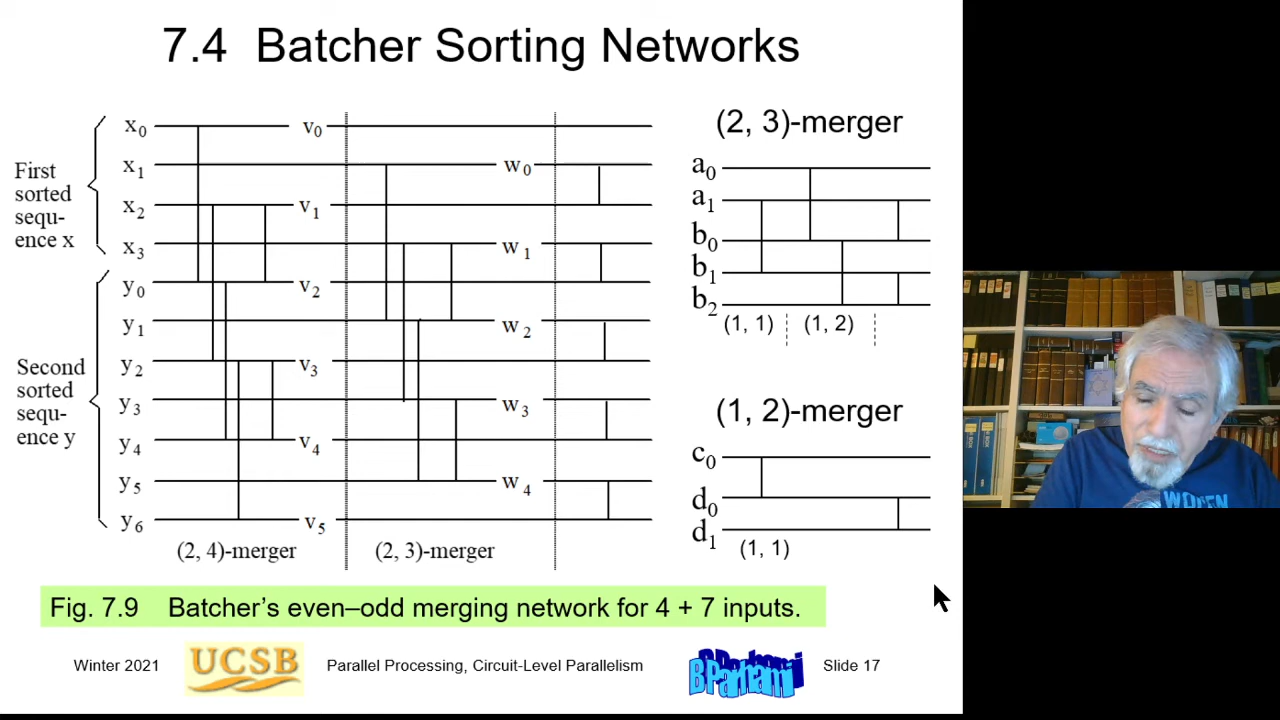 7.4 Batcher Sorting Networks
First
sorted
sequ-
ence x
Second
sorted
sequ-
ence y
x0
x1
x2
x3
y0
y1
y2
y3
y4
y5
y6
v0
v1
v2
v3
v4
v5
w0
w1
w2
w3
w4
(2, 4)-merger
(2, 3)-merger
(2, 3)-merger
a0
a1
b0
b1
b2
(1, 1)
(1, 2)
(1, 2)-merger
c0
d0
d1
(1, 1)
Fig. 7.9 Batcher's even–odd merging network for 4 + 7 inputs.
Winter 2021
UCSB
Parallel Processing, Circuit-Level Parallelism
B Parhami
Slide 17